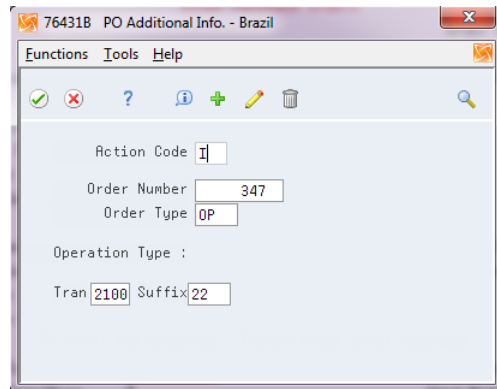 76431B PO Additional Info. - Brazil
Functions Tools Help
Action Code I
Order Number 347
Order Type OP
Operation Type :
Tran 2100 Suffix 22